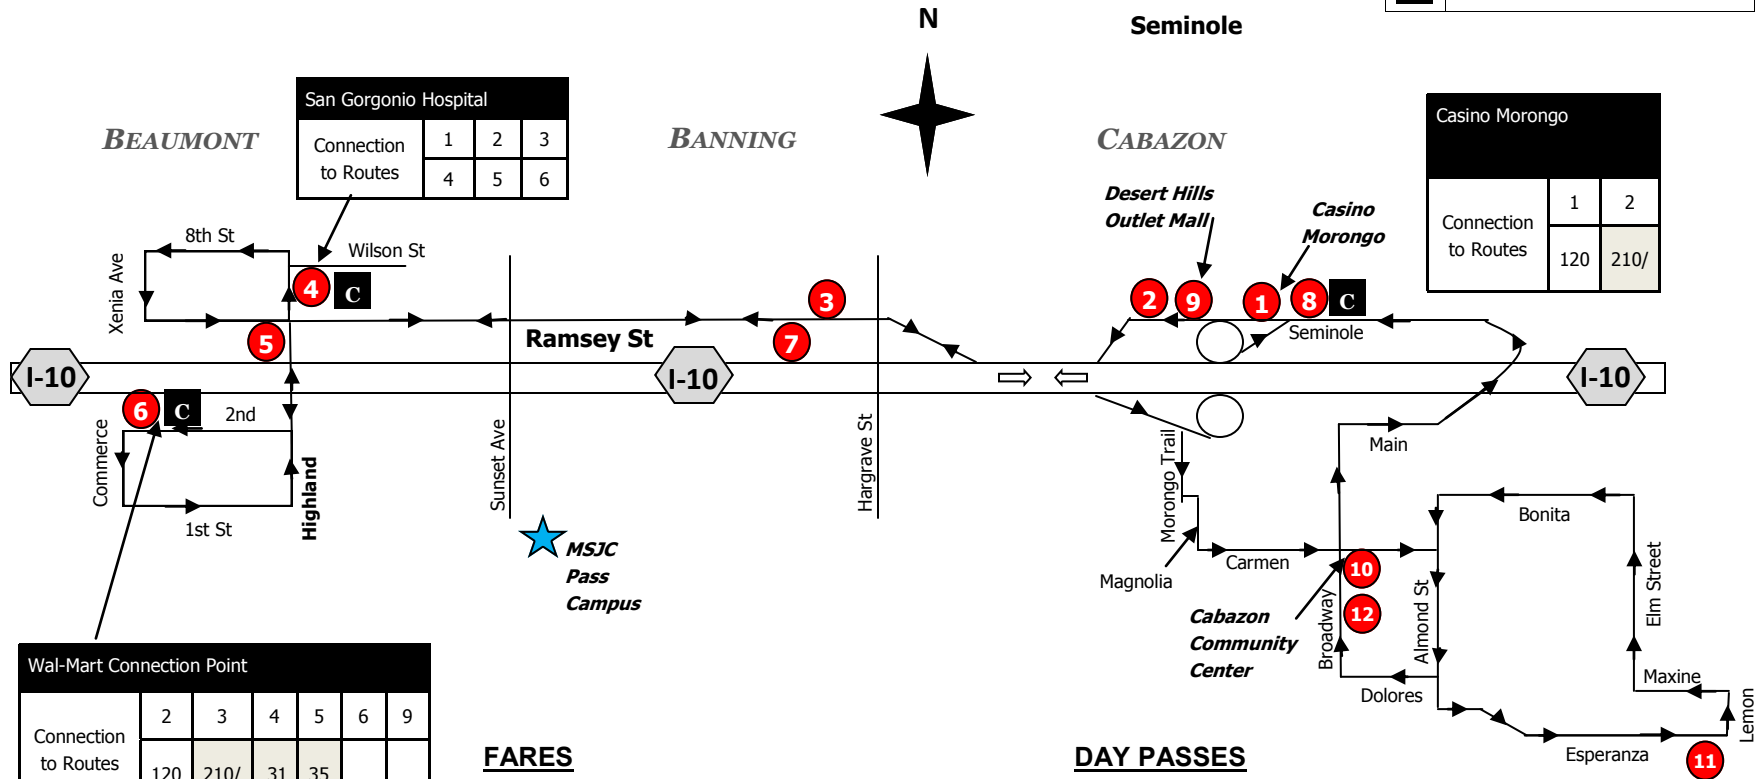 N
Seminole
San Gorgonio Hospital
Connection
to Routes
1 2 3
4 5 6
BEAUMONT
BANNING
CABAZON
Casino Morongo
Connection
to Routes
1 2
120 210/
Desert Hills
Outlet Mall
Casino
Morongo
8th St
Wilson St
Xenia Ave
4
C
3
2
9
1
8
C
Seminole
5
Ramsey St
7
I-10
I-10
I-10
6
C
2nd
Commerce
Highland
1st St
Sunset Ave
Hargrave St
Morongo Trail
Main
MSJC
Pass
Campus
Magnolia
Carmen
10
12
Bonita
Elm Street
Almond St
Broadway
Cabazon
Community
Center
Dolores
Maxine
Lemon
Esperanza
11
Wal-Mart Connection Point
Connection
to Routes
2 3 4 5 6 9
120 210/ 31 35
FARES
DAY PASSES